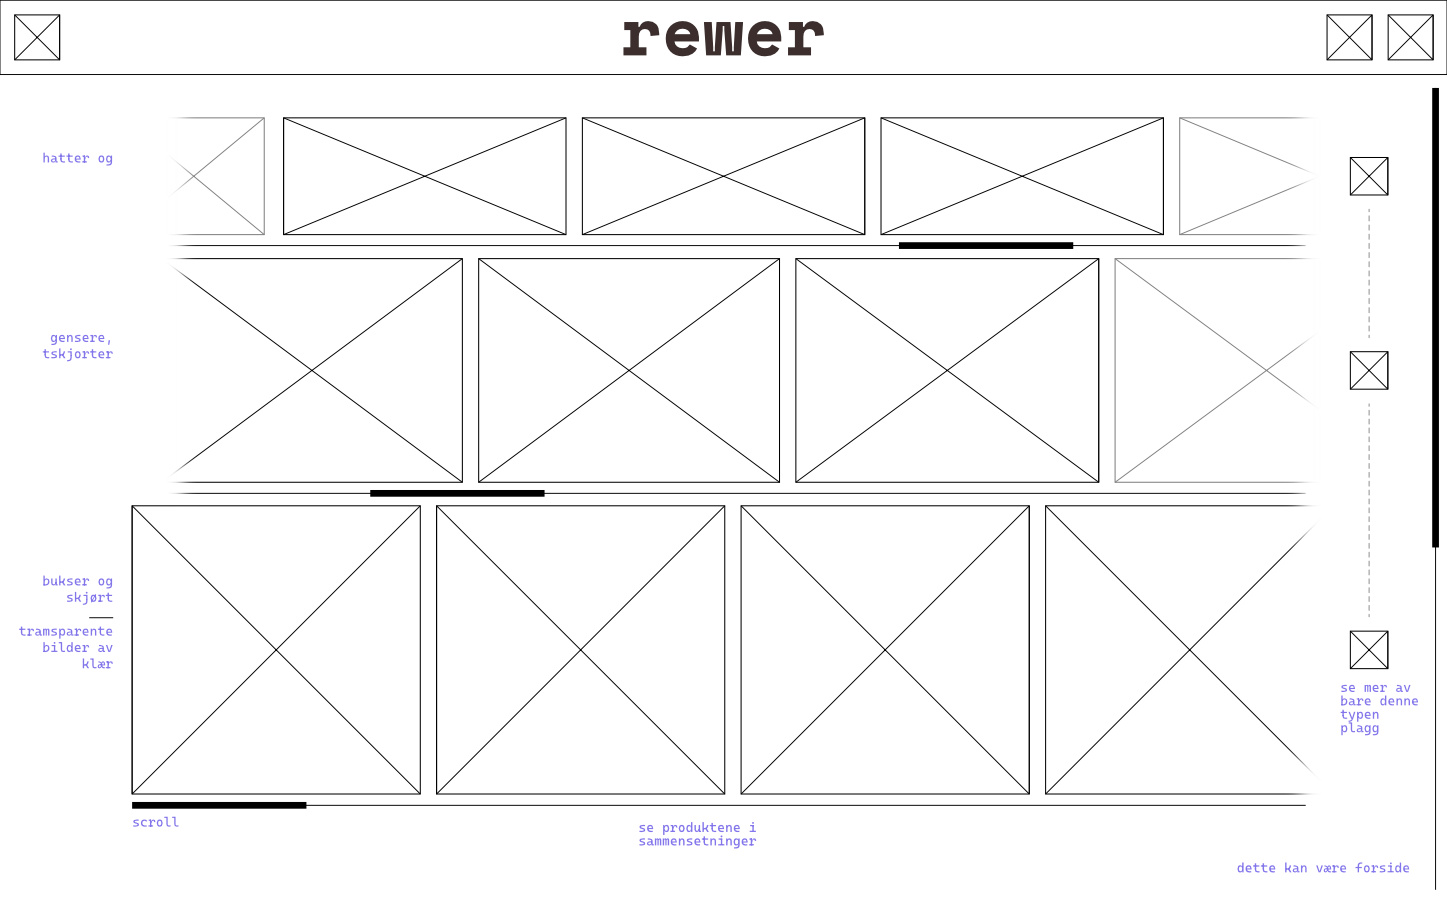 rewer
hatter og
gensere,
tskjorter
bukser og
skjørt
tramsparente
bilder av
klær
se mer av
bare denne
typen
plagg
scroll
se produktene i
sammensetninger
dette kan være forside